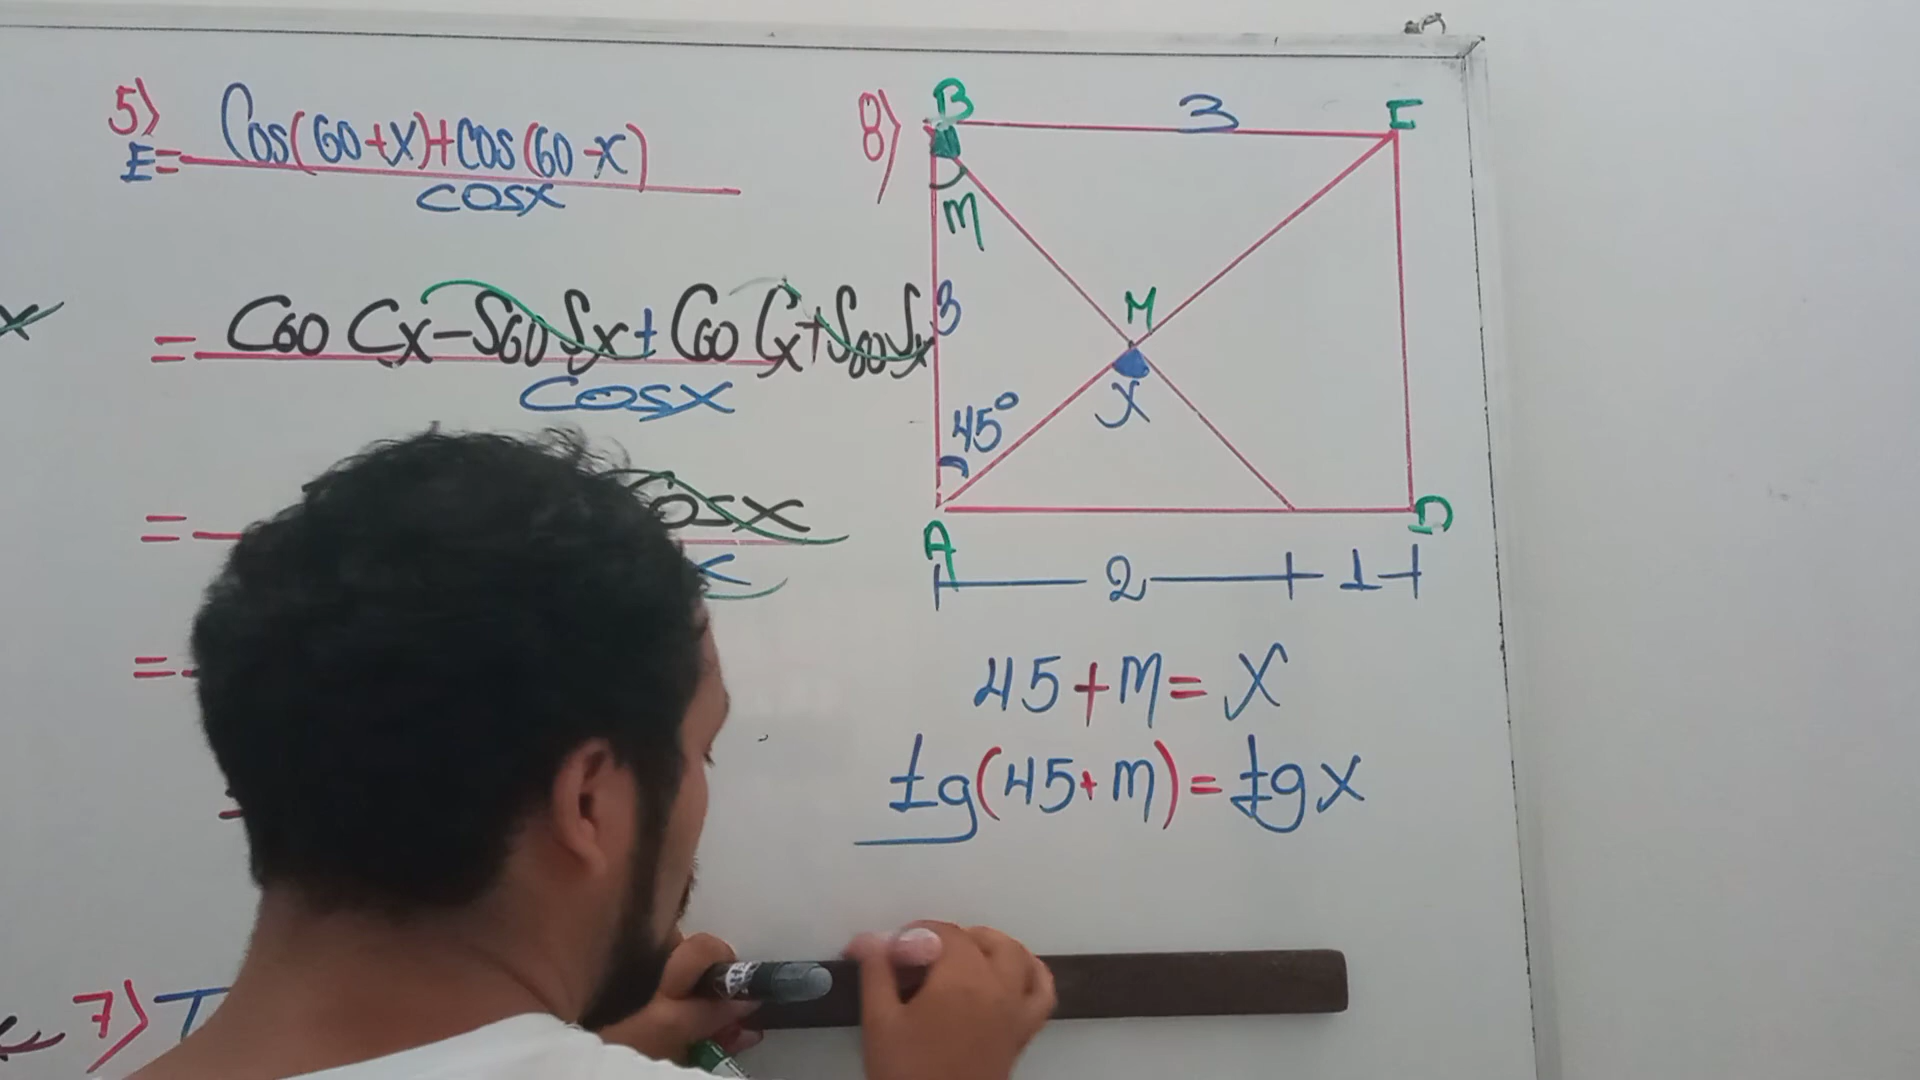 5)
E= Cos(60+x)+cos(60-x)
cosx
x
= C60 Cx-S60 Sx+C60 Cx+S60 Sx
cosx
= cosx
x
=
7) T
8)
B 3 E
m
3
M
45° x
A D
2 1
45+m=x
tg(45+m)=tgx